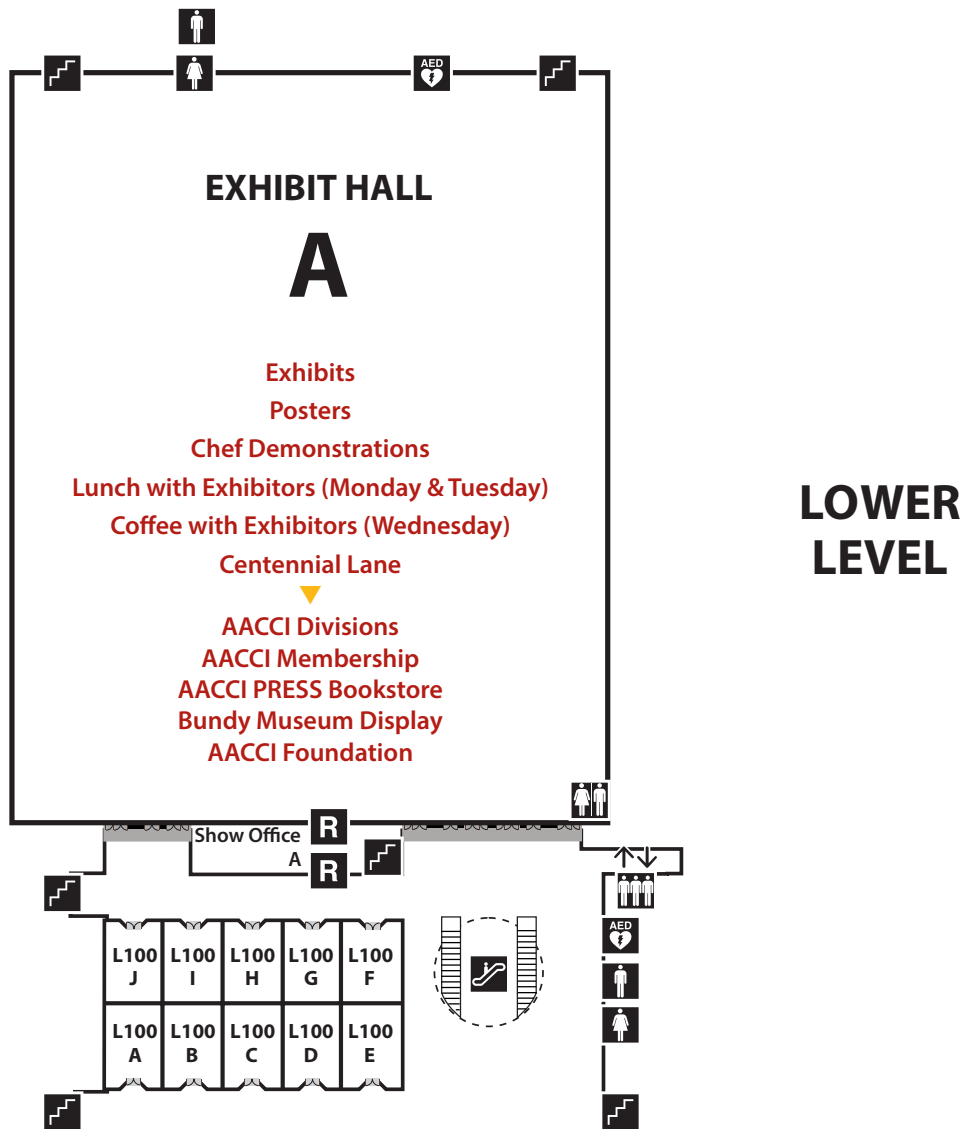 AED
EXHIBIT HALL
A
Exhibits
Posters
Chef Demonstrations
Lunch with Exhibitors (Monday & Tuesday)
Coffee with Exhibitors (Wednesday)
Centennial Lane
AACCI Divisions
AACCI Membership
AACCI PRESS Bookstore
Bundy Museum Display
AACCI Foundation
LOWER
LEVEL
Show Office
A
R
R
AED
L100
J
L100
I
L100
H
L100
G
L100
F
L100
A
L100
B
L100
C
L100
D
L100
E